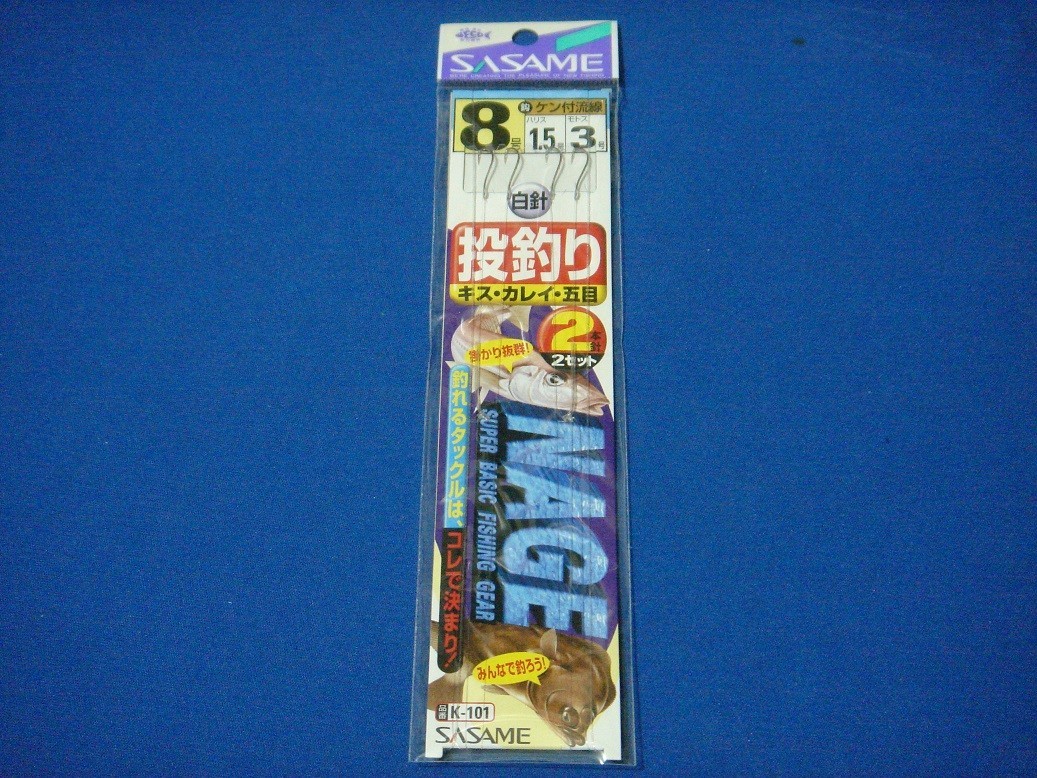 SASAME
8号
鈎 ケン付流線
ハリス 1.5号
モトス 3号
白針
投釣り
キス・カレイ・五目
2本針
2セット
掛かり抜群!
釣れるタックルは、コレで決まり!
NAGE
SUPER BASIC FISHING GEAR
みんなで釣ろう!
品番 K-101
SASAME